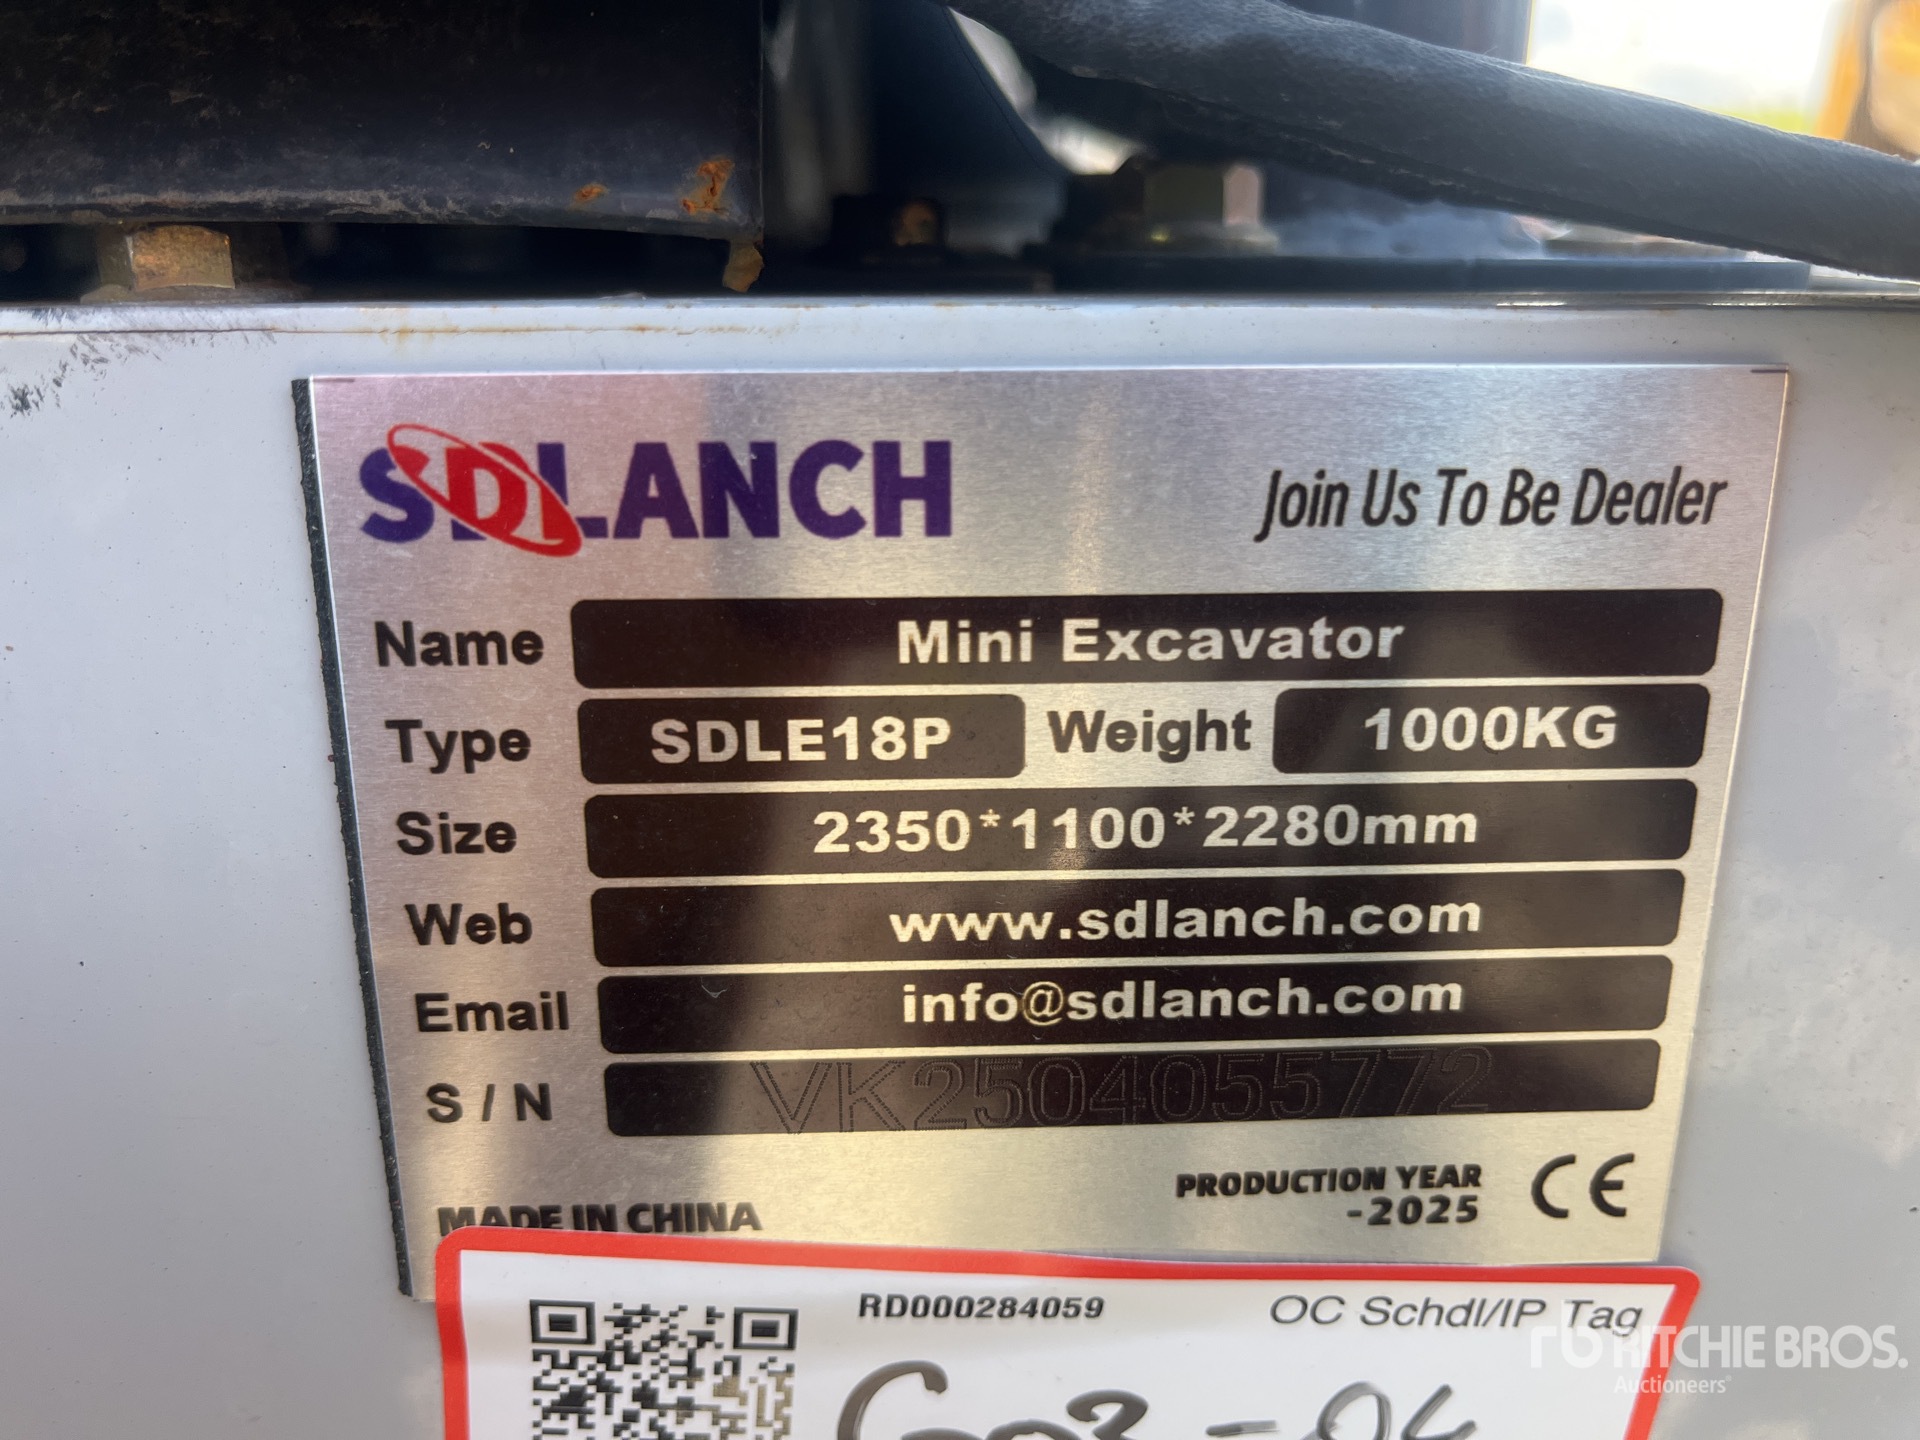 SDLANCH
Join Us To Be Dealer
Name Mini Excavator
Type SDLE18P Weight 1000KG
Size 2350*1100*2280mm
Web www.sdlanch.com
Email info@sdlanch.com
S / N VK2504055772
PRODUCTION YEAR
-2025 CE
MADE IN CHINA
RD000284059 OC Schdl/IP Tag
rb RITCHIE BROS.
Auctioneers